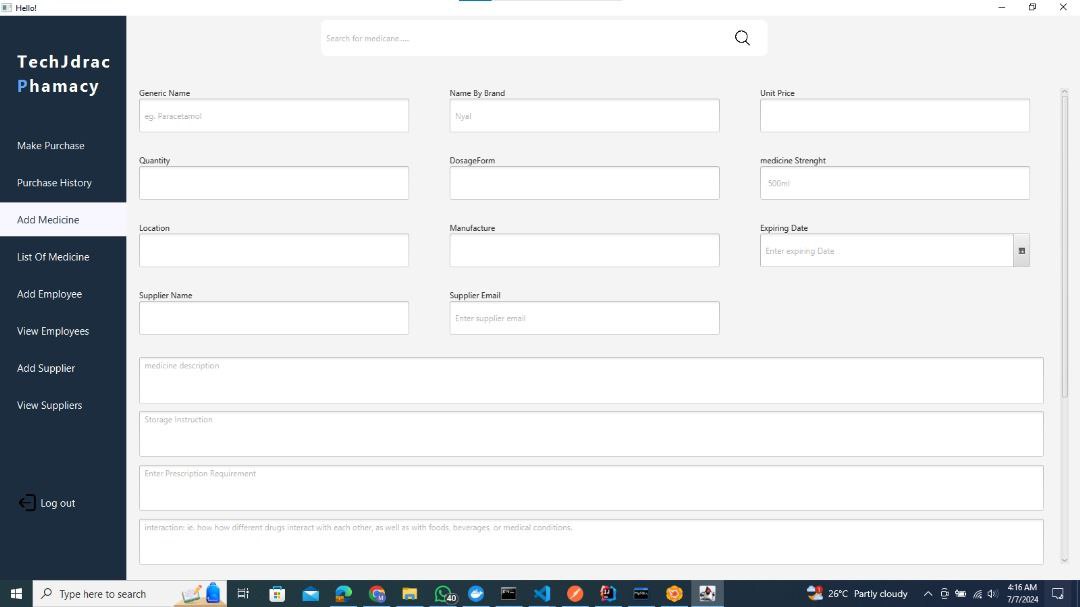 Hello!
Search for medicane.....
TechJdrac
Phamacy
Generic Name
Name By Brand
Unit Price
eg. Paracetamol
Nyal
Make Purchase
Quantity
DosageForm
medicine Strenght
Purchase History
500ml
Add Medicine
Location
Manufacture
Expiring Date
Enter expiring Date
List Of Medicine
Add Employee
Supplier Name
Supplier Email
Enter supplier email
View Employees
Add Supplier
medicine description
View Suppliers
Storage Instruction
Enter Prescription Requirement
Log out
interaction: ie. how how different drugs interact with each other, as well as with foods, beverages, or medical conditions.
Type here to search
40
26°C Partly cloudy
4:16 AM
7/7/2024